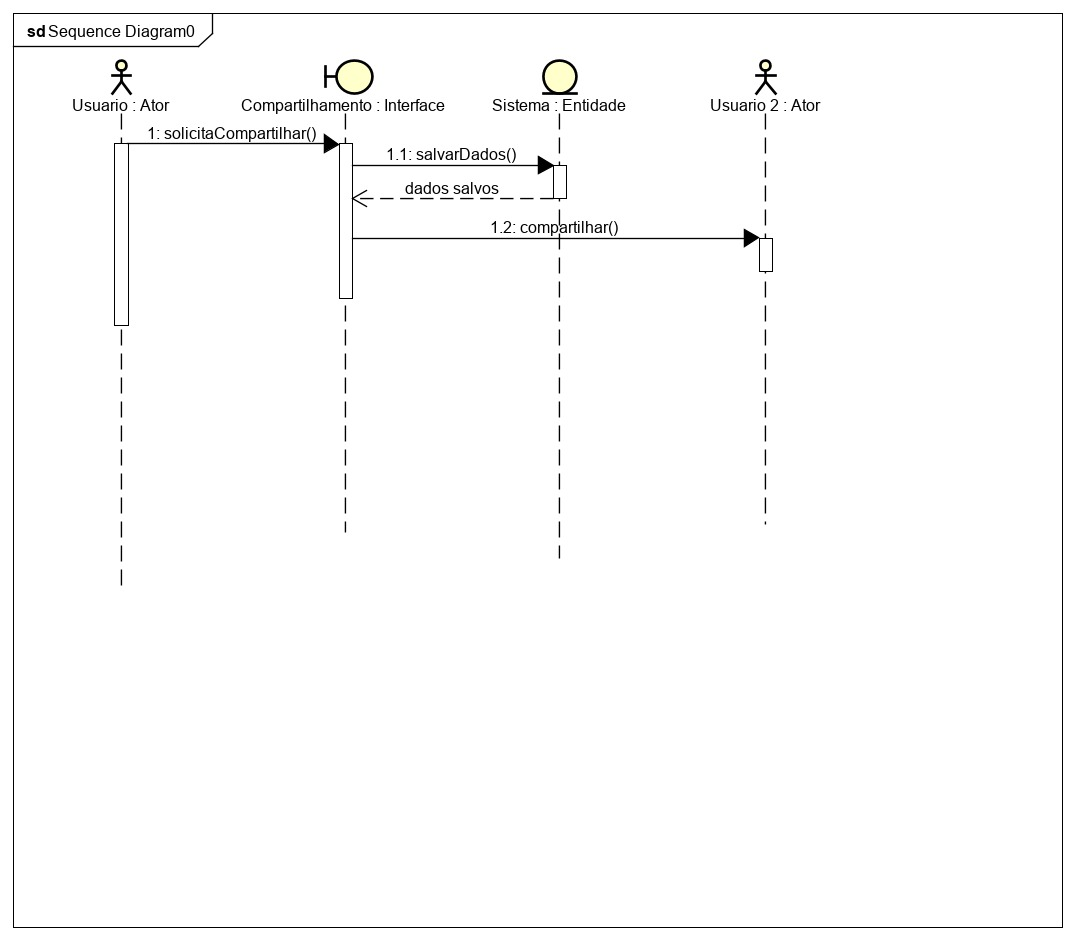 sd Sequence Diagram0
Usuario : Ator
Compartilhamento : Interface
Sistema : Entidade
Usuario 2 : Ator
1: solicitaCompartilhar()
1.1: salvarDados()
dados salvos
1.2: compartilhar()